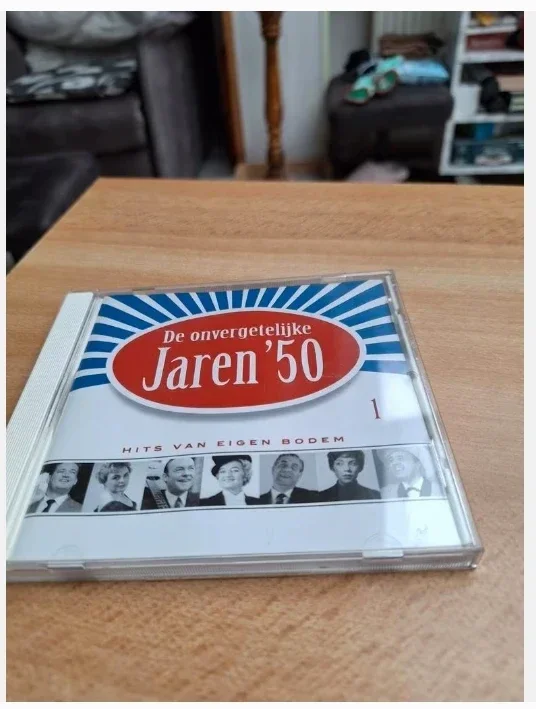 De onvergetelijke
Jaren '50
1
HITS VAN EIGEN BODEM